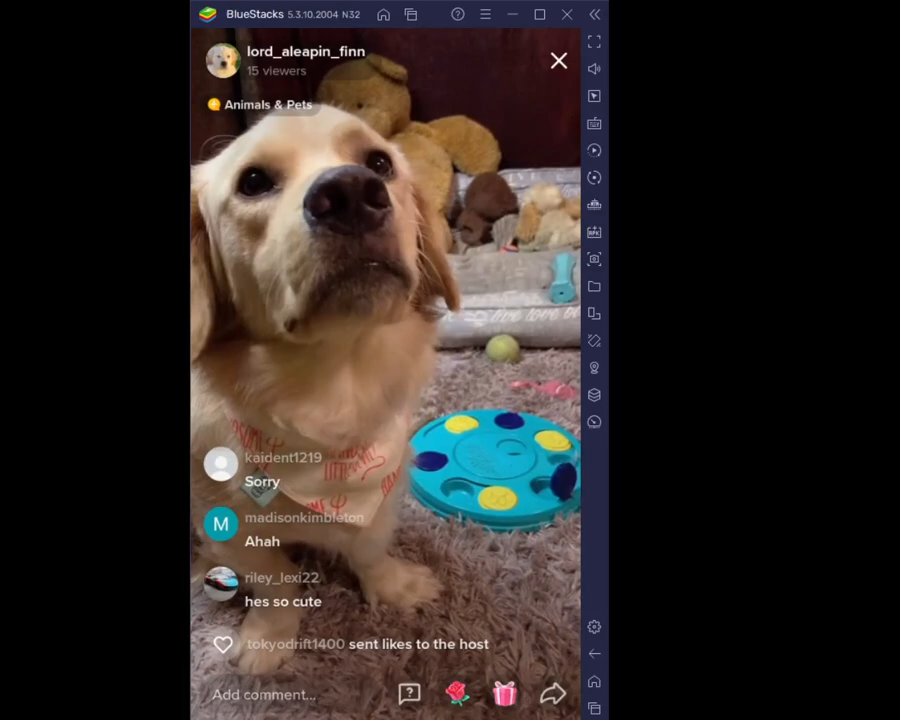 BlueStacks 5.3.10.2004 N32
lord_aleapin_finn
15 viewers
Animals & Pets
kaident1219
Sorry
M
madisonkimbleton
Ahah
riley_lexi22
hes so cute
tokyodrift1400 sent likes to the host
Add comment...